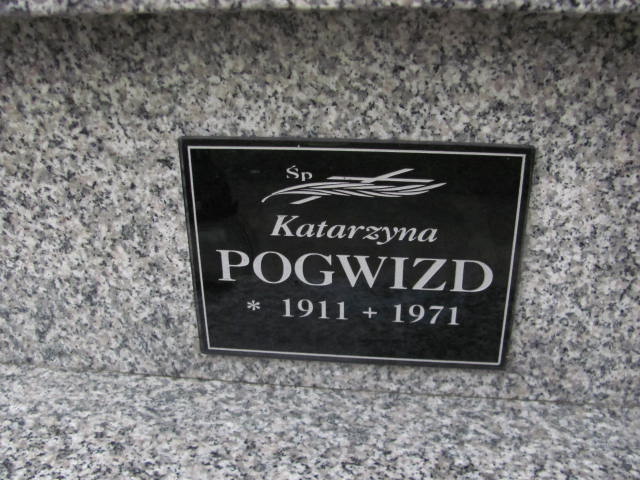 Śp
Katarzyna
POGWIZD
* 1911 + 1971